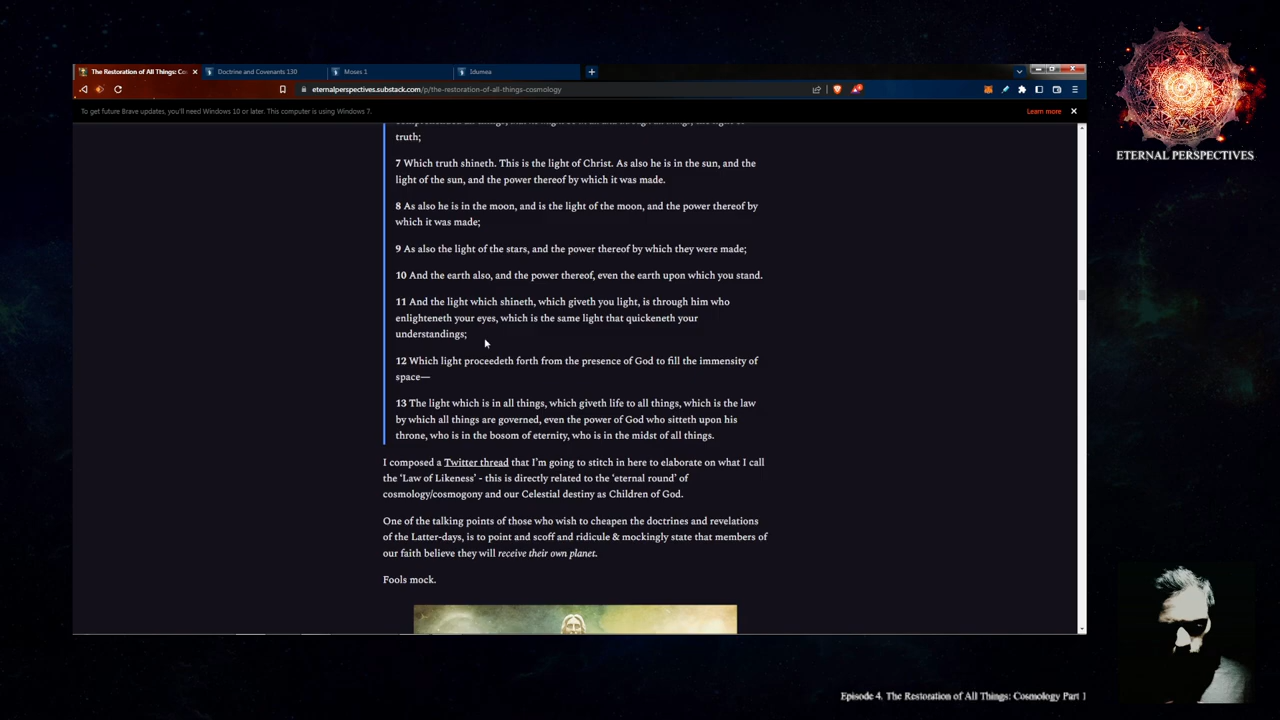 The Restoration of All Things: Co
Doctrine and Covenants 130
Moses 1
Idumea
eternalperspectives.substack.com/p/the-restoration-of-all-things-cosmology
To get future Brave updates, you'll need Windows 10 or later. This computer is using Windows 7.
Learn more
truth;
7 Which truth shineth. This is the light of Christ. As also he is in the sun, and the
light of the sun, and the power thereof by which it was made.
8 As also he is in the moon, and is the light of the moon, and the power thereof by
which it was made;
9 As also the light of the stars, and the power thereof by which they were made;
10 And the earth also, and the power thereof, even the earth upon which you stand.
11 And the light which shineth, which giveth you light, is through him who
enlighteneth your eyes, which is the same light that quickeneth your
understandings;
12 Which light proceedeth forth from the presence of God to fill the immensity of
space—
13 The light which is in all things, which giveth life to all things, which is the law
by which all things are governed, even the power of God who sitteth upon his
throne, who is in the bosom of eternity, who is in the midst of all things.
I composed a Twitter thread that I'm going to stitch in here to elaborate on what I call
the 'Law of Likeness' - this is directly related to the 'eternal round' of
cosmology/cosmogony and our Celestial destiny as Children of God.
One of the talking points of those who wish to cheapen the doctrines and revelations
of the Latter-days, is to point and scoff and ridicule & mockingly state that members of
our faith believe they will receive their own planet.
Fools mock.
ETERNAL PERSPECTIVES
Episode 4. The Restoration of All Things: Cosmology Part 1